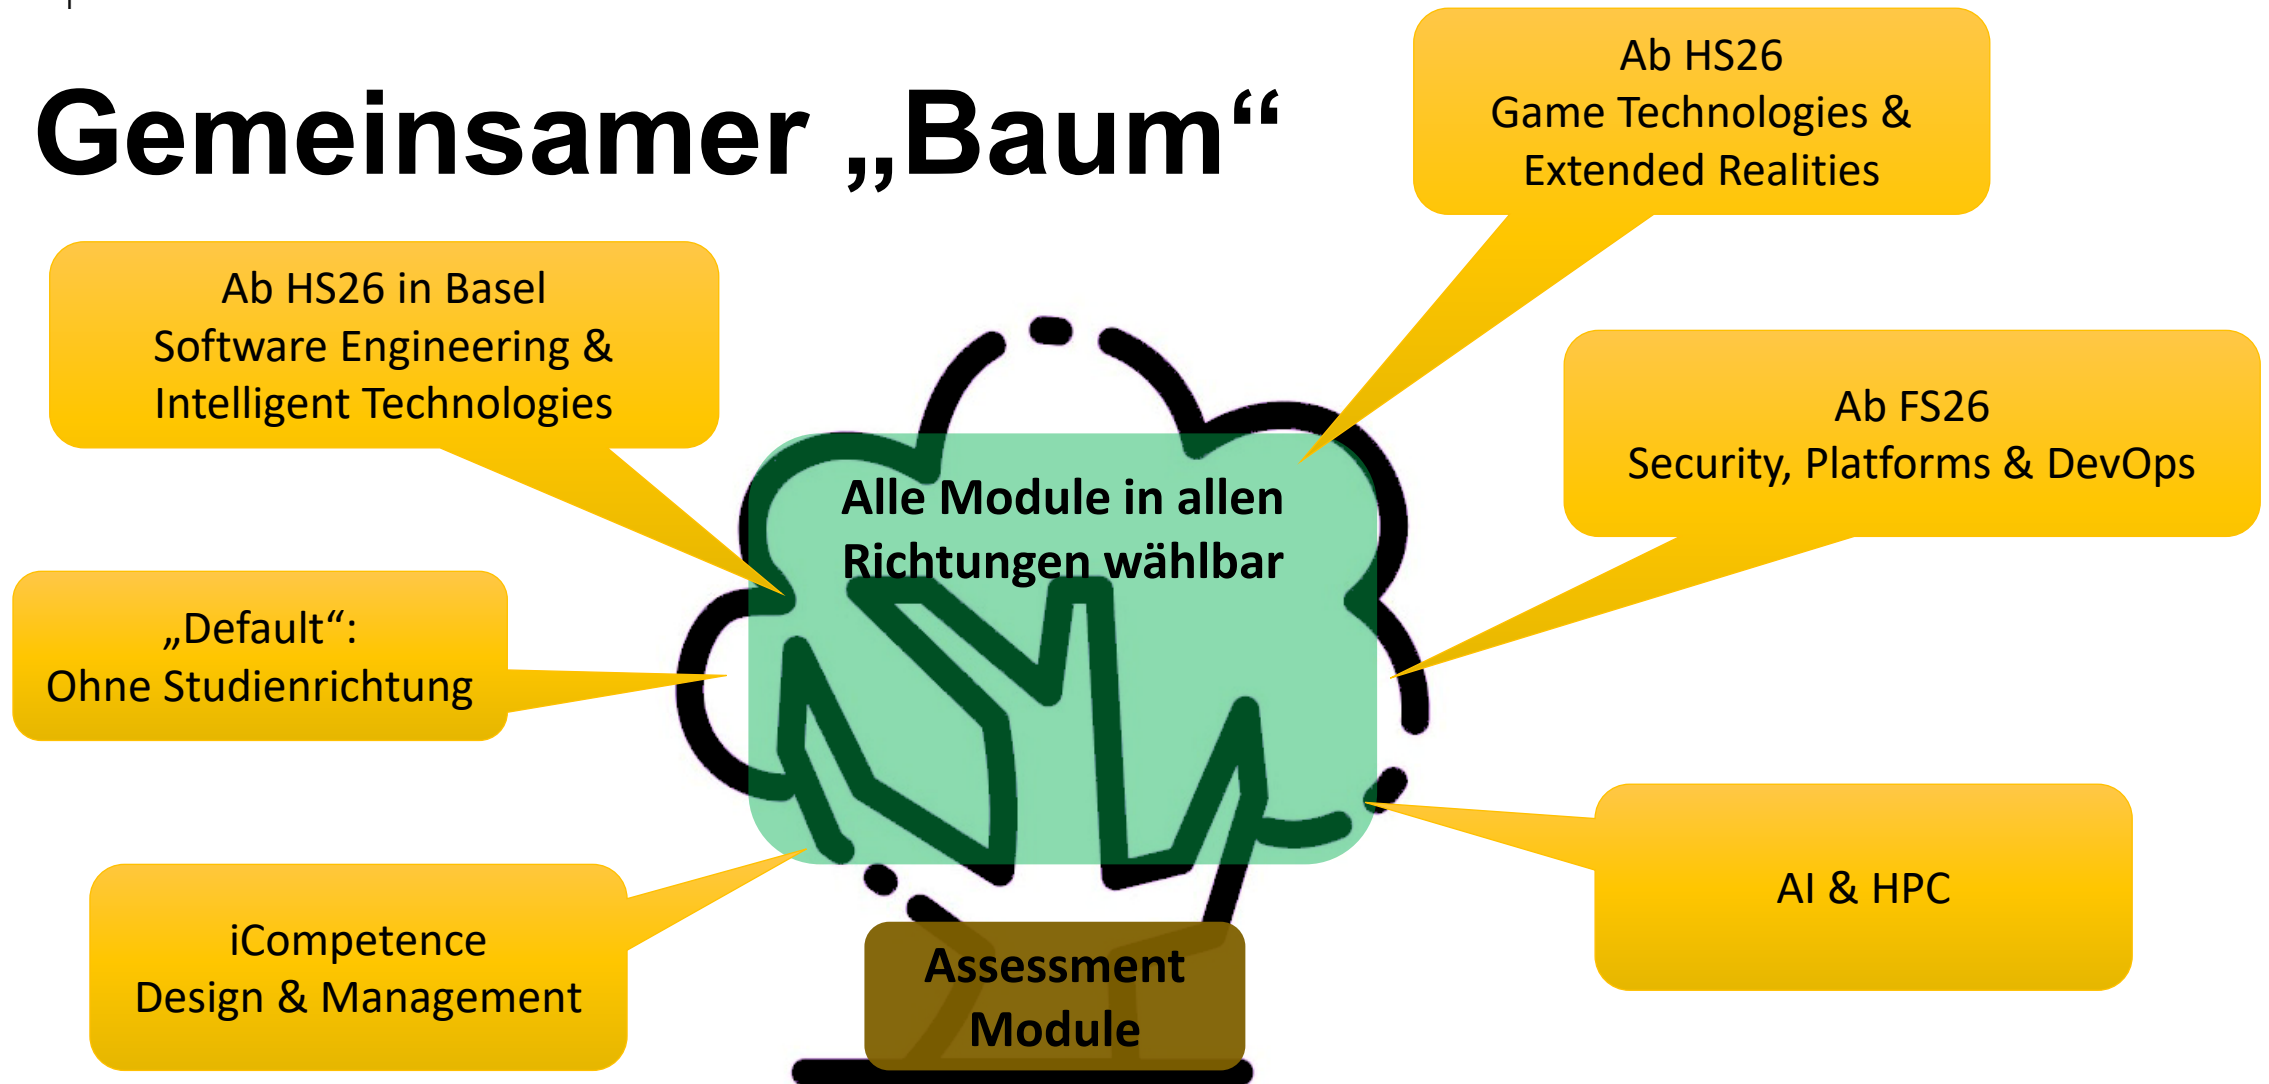 Gemeinsamer „Baum“
Ab HS26
Game Technologies &
Extended Realities
Ab HS26 in Basel
Software Engineering &
Intelligent Technologies
Ab FS26
Security, Platforms & DevOps
Alle Module in allen
Richtungen wählbar
„Default“:
Ohne Studienrichtung
AI & HPC
iCompetence
Design & Management
Assessment
Module